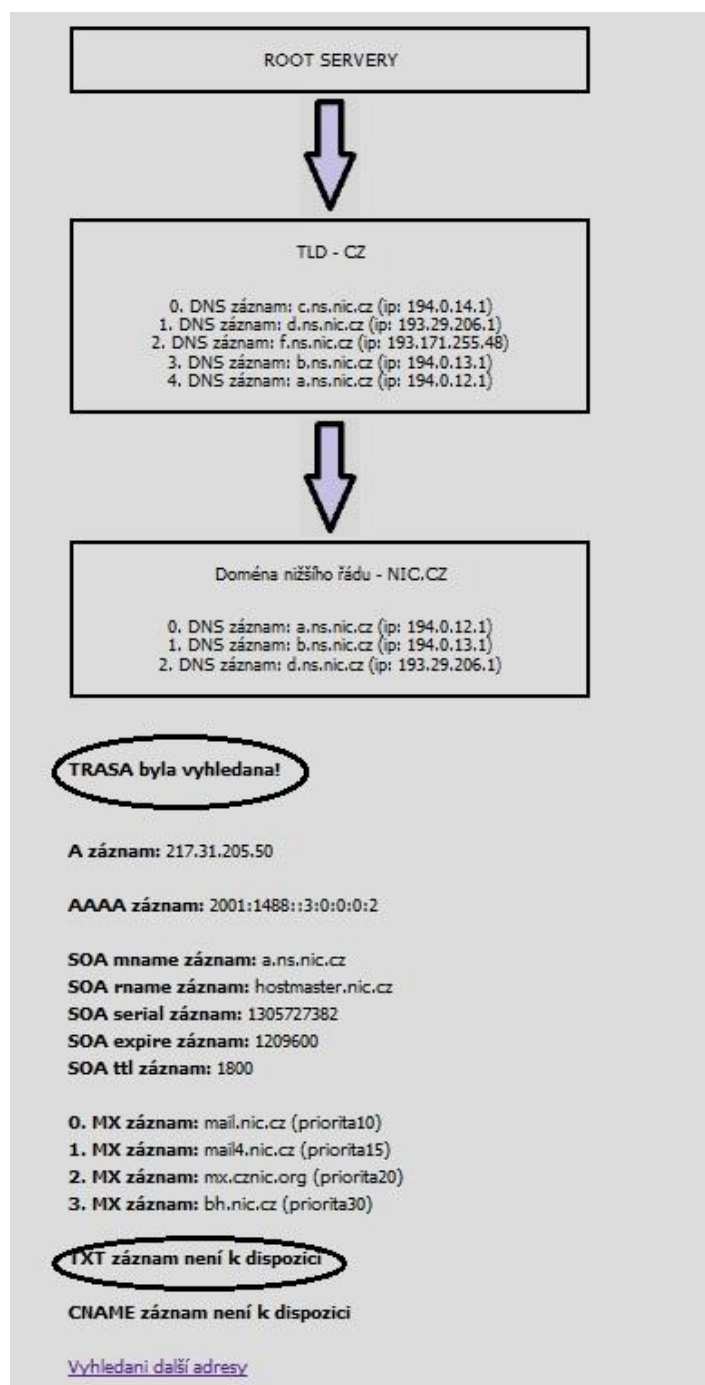 ROOT SERVERY
TLD - CZ
0. DNS záznam: c.ns.nic.cz (ip: 194.0.14.1)
1. DNS záznam: d.ns.nic.cz (ip: 193.29.206.1)
2. DNS záznam: f.ns.nic.cz (ip: 193.171.255.48)
3. DNS záznam: b.ns.nic.cz (ip: 194.0.13.1)
4. DNS záznam: a.ns.nic.cz (ip: 194.0.12.1)
Doména nižšího řádu - NIC.CZ
0. DNS záznam: a.ns.nic.cz (ip: 194.0.12.1)
1. DNS záznam: b.ns.nic.cz (ip: 194.0.13.1)
2. DNS záznam: d.ns.nic.cz (ip: 193.29.206.1)
TRASA byla vyhledana!
A záznam: 217.31.205.50
AAAA záznam: 2001:1488::3:0:0:0:2
SOA mname záznam: a.ns.nic.cz
SOA rname záznam: hostmaster.nic.cz
SOA serial záznam: 1305727382
SOA expire záznam: 1209600
SOA ttl záznam: 1800
0. MX záznam: mail.nic.cz (priorita10)
1. MX záznam: mail4.nic.cz (priorita15)
2. MX záznam: mx.cznic.org (priorita20)
3. MX záznam: bh.nic.cz (priorita30)
TXT záznam není k dispozici
CNAME záznam není k dispozici
Vyhledani další adresy